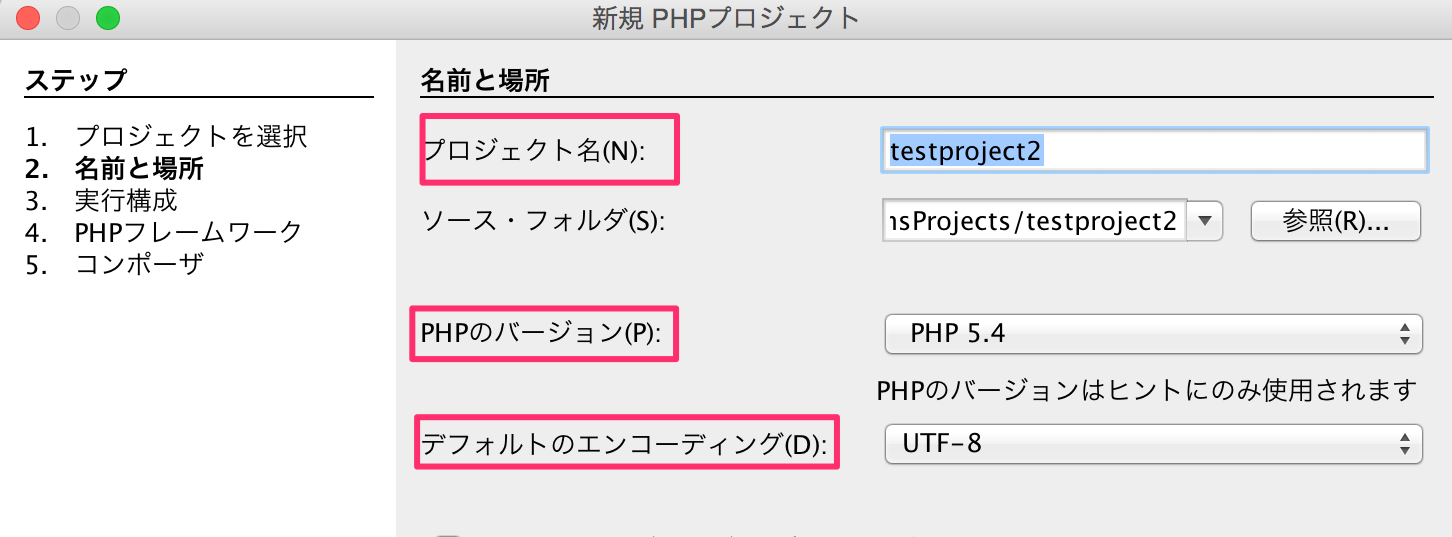 新規 PHPプロジェクト
ステップ
1. プロジェクトを選択
2. 名前と場所
3. 実行構成
4. PHPフレームワーク
5. コンポーザ
名前と場所
プロジェクト名(N): testproject2
ソース・フォルダ(S): nsProjects/testproject2 参照(R)...
PHPのバージョン(P): PHP 5.4
PHPのバージョンはヒントにのみ使用されます
デフォルトのエンコーディング(D): UTF-8